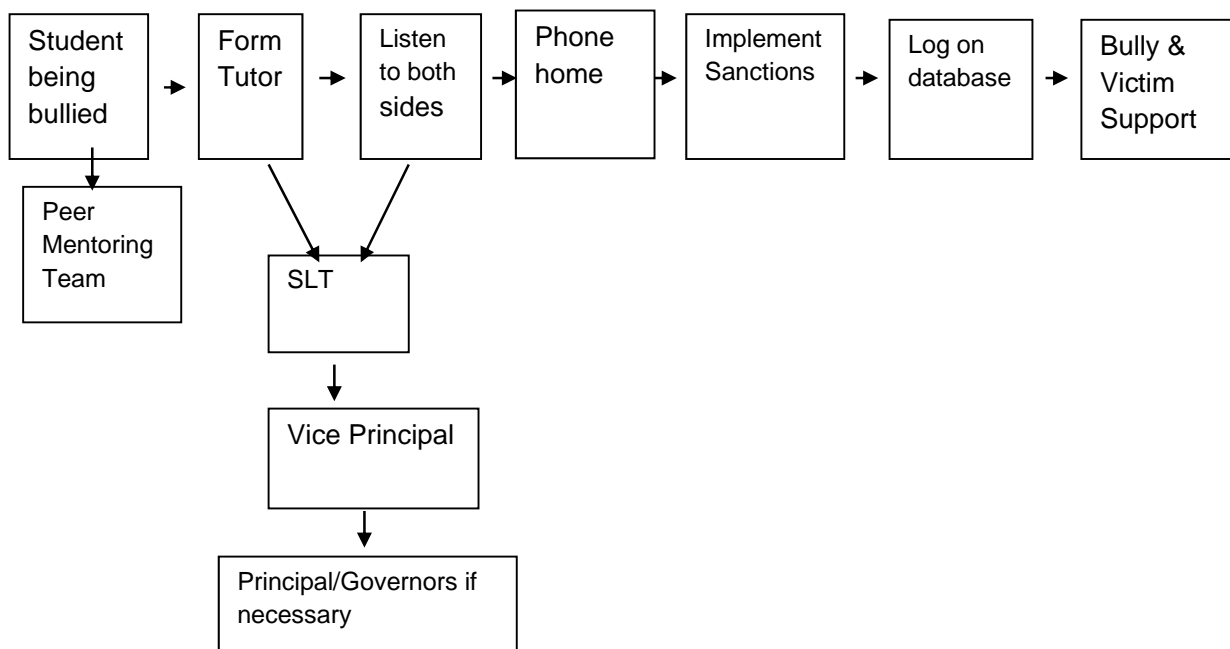 Student
being
bullied
Form
Tutor
Listen
to both
sides
Phone
home
Implement
Sanctions
Log on
database
Bully &
Victim
Support
Peer
Mentoring
Team
SLT
Vice Principal
Principal/Governors if
necessary